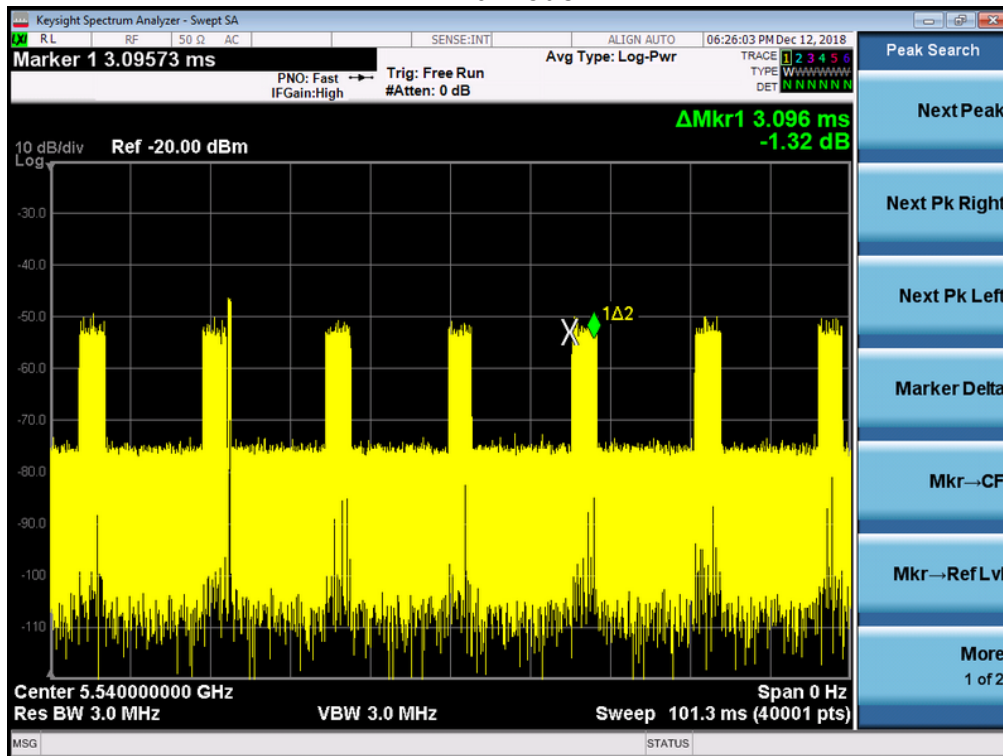 Keysight Spectrum Analyzer - Swept SA
LXI RL RF 50 Ω AC SENSE:INT ALIGN AUTO 06:26:03 PM Dec 12, 2018
Marker 1 3.09573 ms
PNO: Fast
IFGain:High
Trig: Free Run
#Atten: 0 dB
Avg Type: Log-Pwr
TRACE 1 2 3 4 5 6
TYPE W
DET N N N N N N
ΔMkr1 3.096 ms
-1.32 dB
10 dB/div Ref -20.00 dBm
Log
-30.0
-40.0
-50.0
1Δ2
X
-60.0
-70.0
-80.0
-90.0
-100
-110
Center 5.540000000 GHz Span 0 Hz
Res BW 3.0 MHz VBW 3.0 MHz Sweep 101.3 ms (40001 pts)
MSG STATUS
Peak Search
Next Peak
Next Pk Right
Next Pk Left
Marker Delta
Mkr→CF
Mkr→Ref Lvl
More
1 of 2